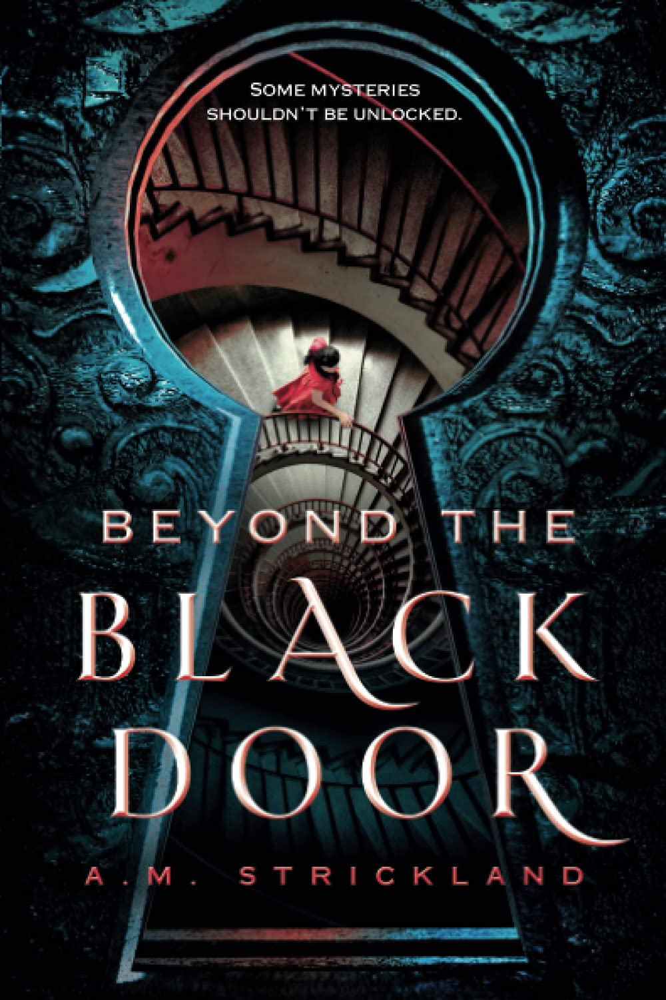 SOME MYSTERIES
SHOULDN'T BE UNLOCKED.
BEYOND THE
BLACK
DOOR
A.M. STRICKLAND